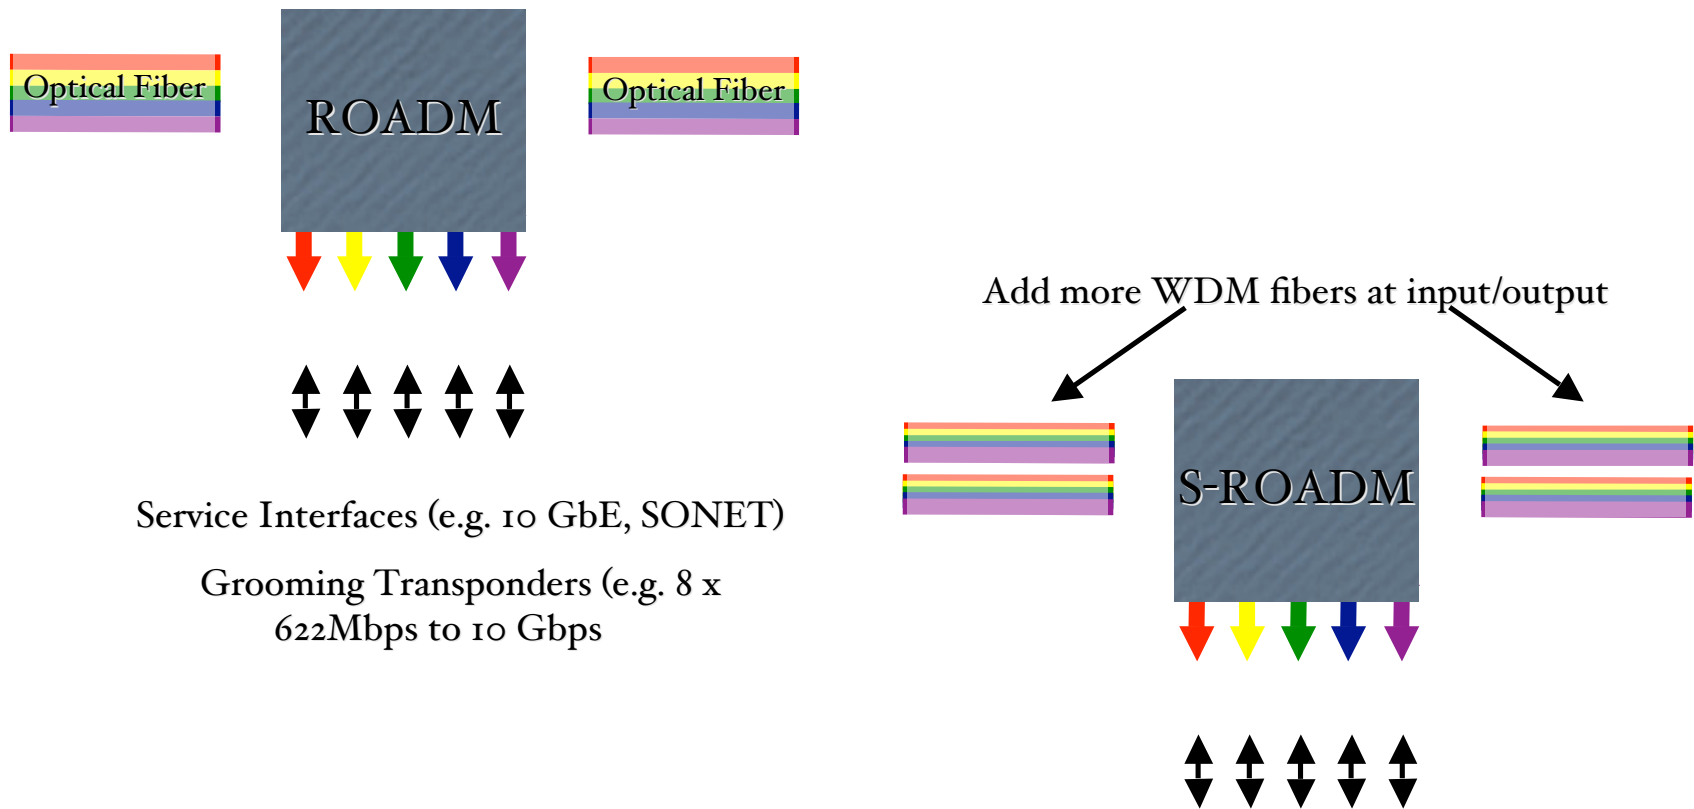 Optical Fiber
ROADM
Optical Fiber
Service Interfaces (e.g. 10 GbE, SONET)
Grooming Transponders (e.g. 8 x
622Mbps to 10 Gbps
Add more WDM fibers at input/output
S-ROADM